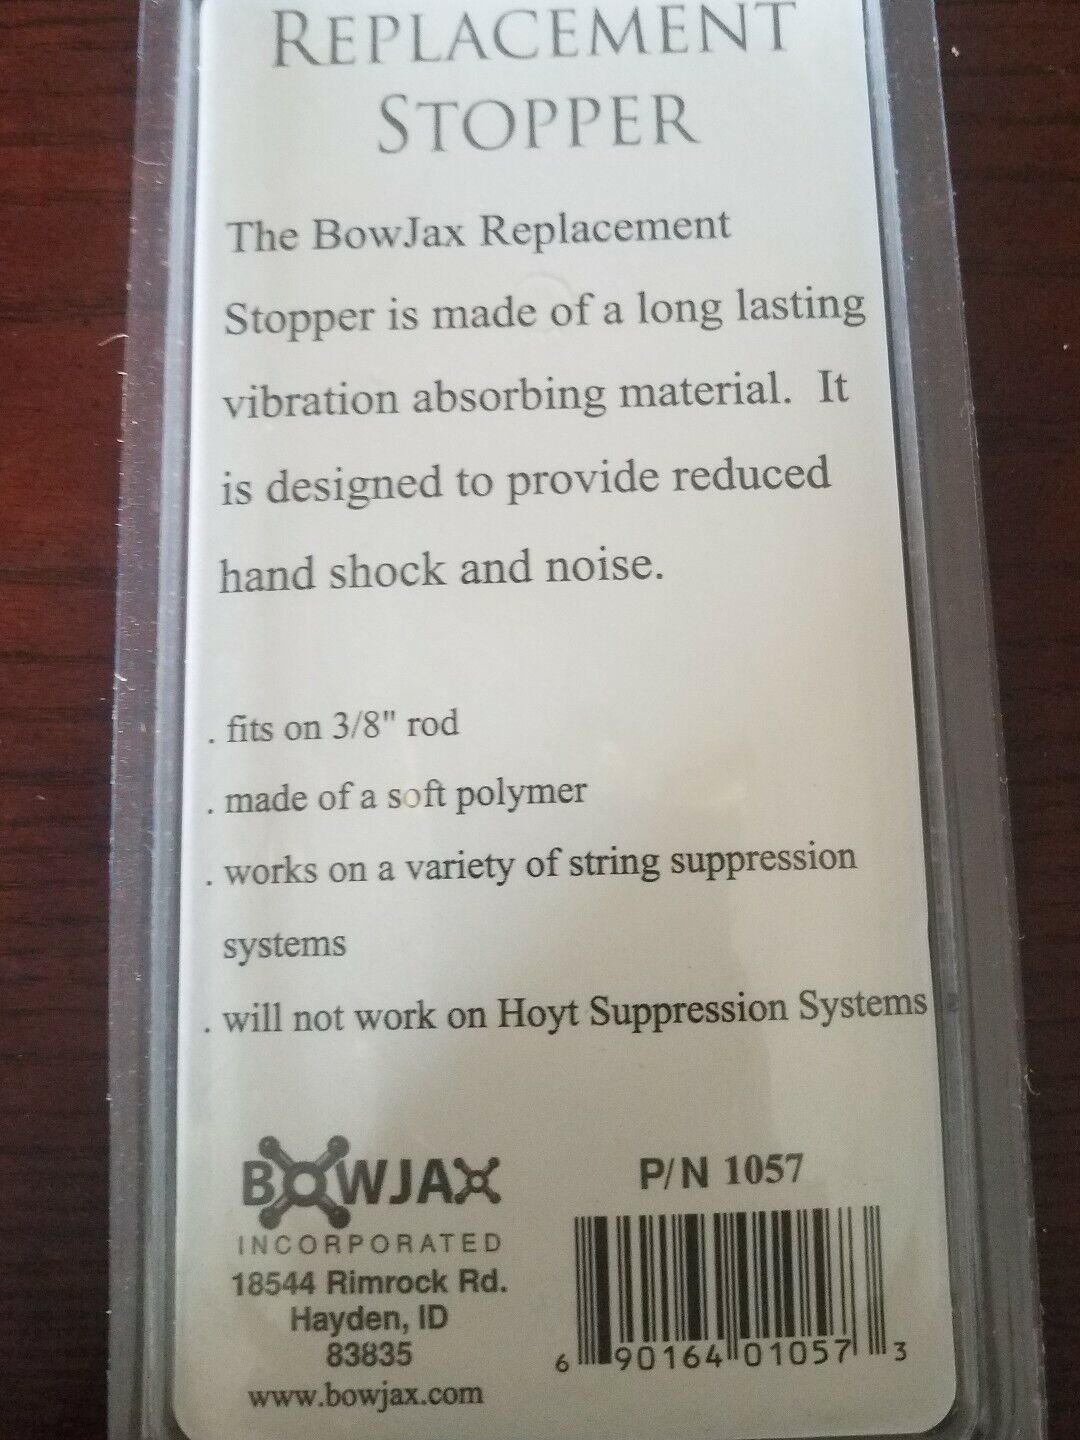 REPLACEMENT
STOPPER
The BowJax Replacement
Stopper is made of a long lasting
vibration absorbing material.  It
is designed to provide reduced
hand shock and noise.
. fits on 3/8" rod
. made of a soft polymer
. works on a variety of string suppression
systems
. will not work on Hoyt Suppression Systems
BOWJAX
INCORPORATED
18544 Rimrock Rd.
Hayden, ID
83835
www.bowjax.com
P/N 1057
6 90164 01057 3